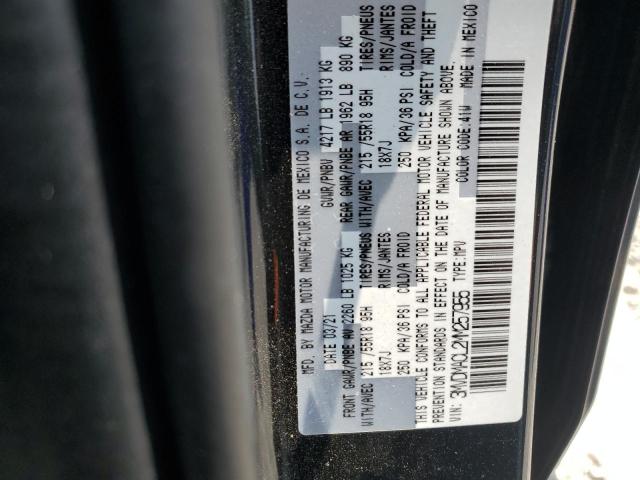 MFD. BY MAZDA MOTOR MANUFACTURING DE MEXICO S.A. DE C.V.
DATE 03/21 GVWR/PNBV 4217 LB 1913 KG
FRONT GAWR/PNBE AV 2260 LB 1025 KG REAR GAWR/PNBE AR 1962 LB 890 KG
WITH/AVEC 215 /55R18 95H TIRES/PNEUS WITH/AVEC 215 /55R18 95H TIRES/PNEUS
18X7J RIMS/JANTES 18X7J RIMS/JANTES
250 KPA/36 PSI COLD/A FROID 250 KPA/36 PSI COLD/A FROID
THIS VEHICLE CONFORMS TO ALL APPLICABLE FEDERAL MOTOR VEHICLE SAFETY AND THEFT
PREVENTION STANDARDS IN EFFECT ON THE DATE OF MANUFACTURE SHOWN ABOVE.
VIN: TYPE:MPV COLOR CODE:41W MADE IN MEXICO